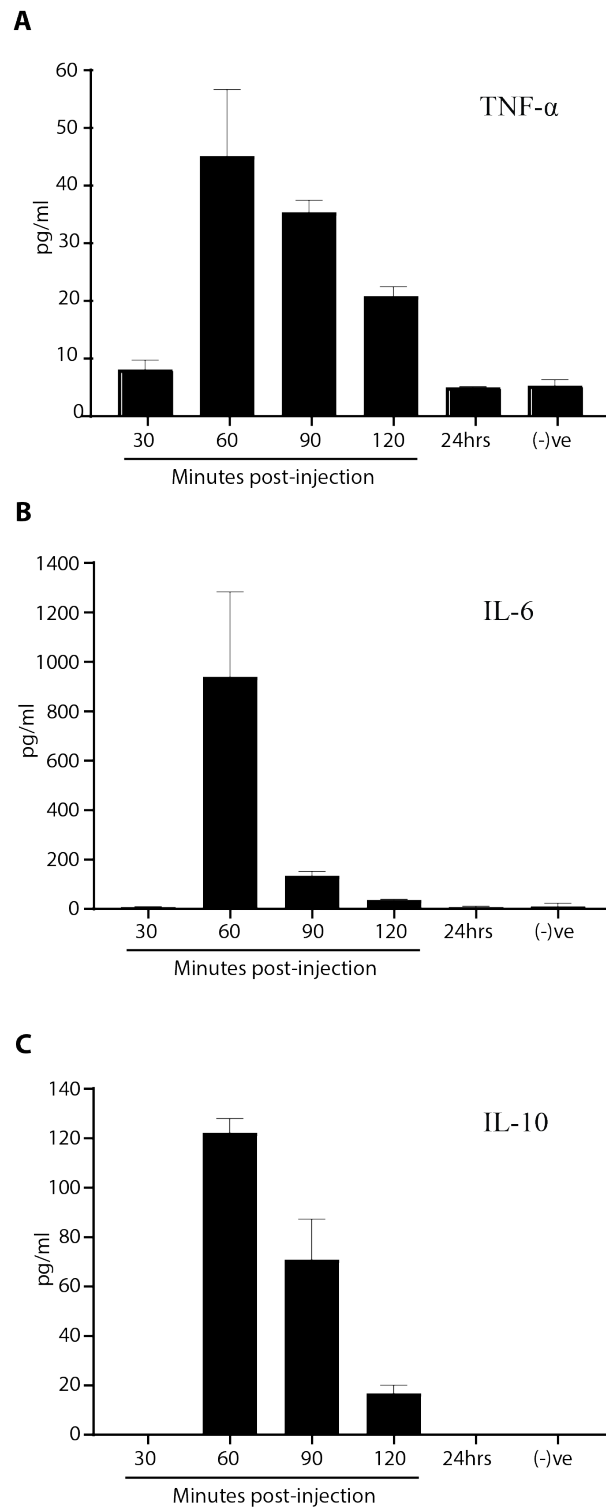 A
TNF-α
60
50
40
30
20
10
0
pg/ml
30 60 90 120 24hrs (-)ve
Minutes post-injection
B
IL-6
1400
1200
1000
800
600
400
200
0
pg/ml
30 60 90 120 24hrs (-)ve
Minutes post-injection
C
IL-10
140
120
100
80
60
40
20
0
pg/ml
30 60 90 120 24hrs (-)ve
Minutes post-injection